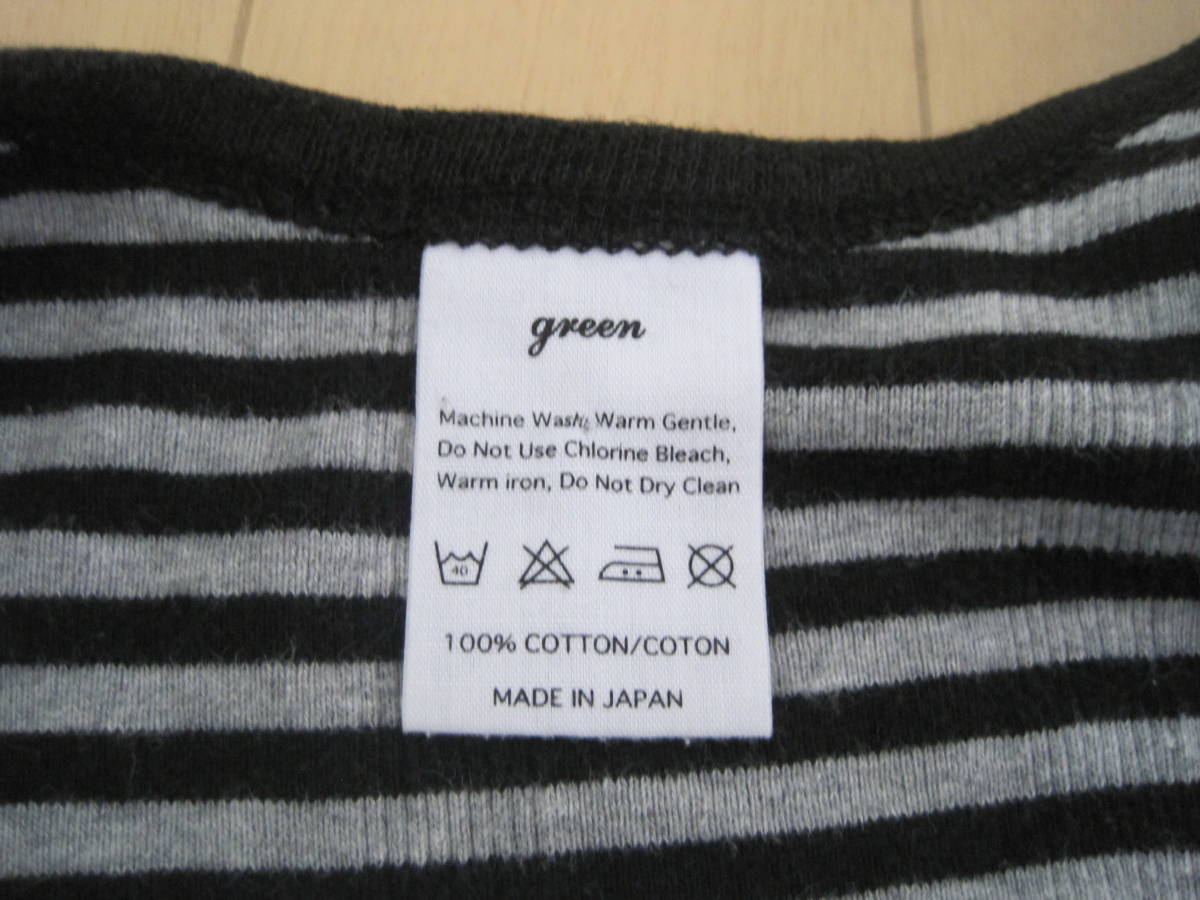 green
Machine Wash, Warm Gentle,
Do Not Use Chlorine Bleach,
Warm iron, Do Not Dry Clean
40
100% COTTON/COTON
MADE IN JAPAN